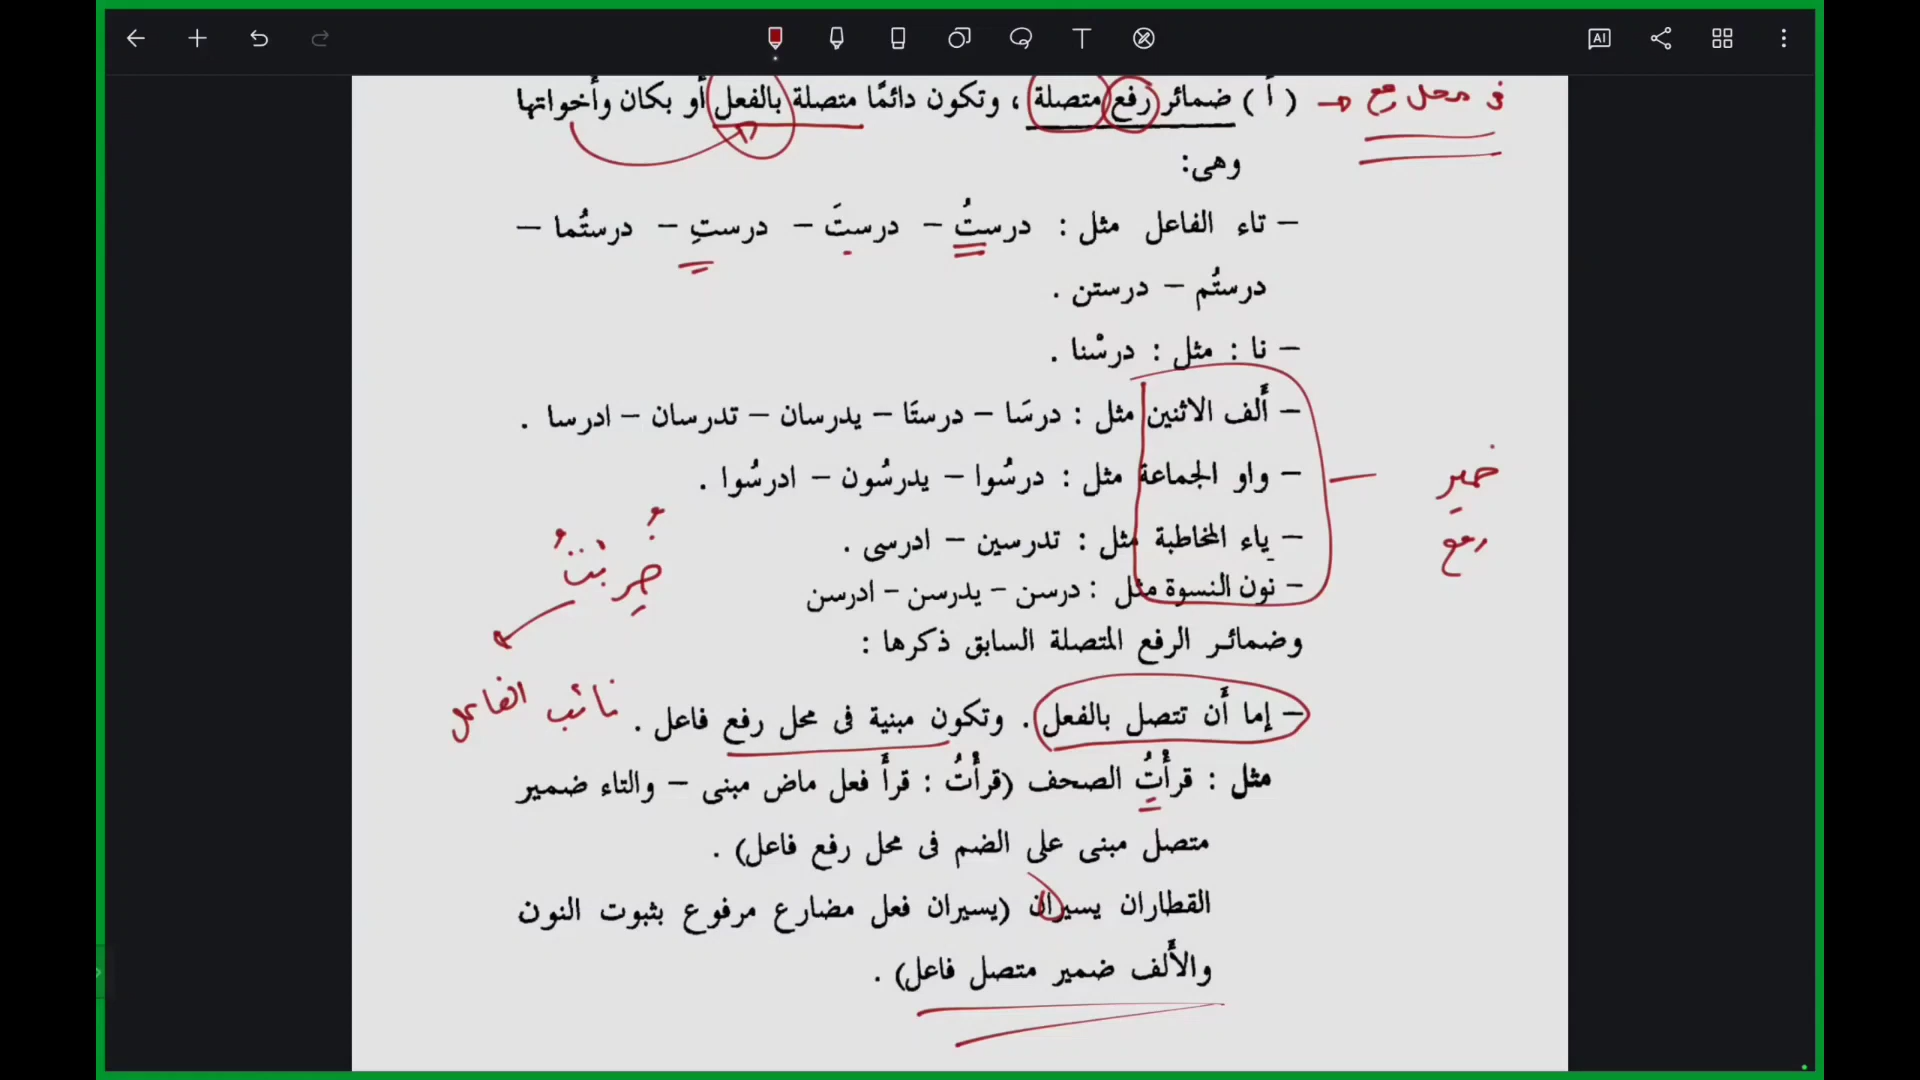 ( أ ) ضمائر رفع متصلة ، وتكون دائمًا متصلة بالفعل أو بكان وأخواتها
فى محل رفع
وهى:
– تاء الفاعل مثل : درستُ – درستَ – درستِ – درستُما –
درستُم – درستن .
– نا : مثل : درسْنا .
– ألف الاثنين مثل : درسَا – درستَا – يدرسان – تدرسان – ادرسا .
– واو الجماعة مثل : درسُوا – يدرسُون – ادرسُوا .
ضمير
رفع
– ياء المخاطبة مثل : تدرسين – ادرسى .
ضُرِبْتُ
– نون النسوة مثل : درسن – يدرسن – ادرسن
وضمائر الرفع المتصلة السابق ذكرها :
– إما أن تتصل بالفعل . وتكون مبنية فى محل رفع فاعل .
نائب الفاعل
مثل : قرأتُ الصحف (قرأْتُ : قرأَ فعل ماض مبنى – والتاء ضمير
متصل مبنى على الضم فى محل رفع فاعل) .
القطاران يسيران (يسيران فعل مضارع مرفوع بثبوت النون
والألف ضمير متصل فاعل) .
AI
T